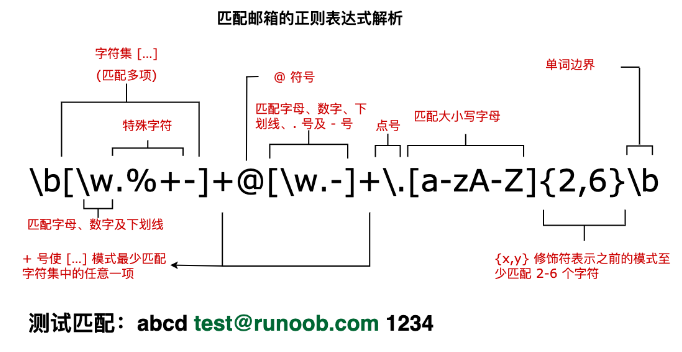 匹配邮箱的正则表达式解析
字符集 [...]
(匹配多项)
@ 符号
单词边界
特殊字符
匹配字母、数字、下
划线、. 号及 - 号
点号
匹配大小写字母
\b[\w.%+-]+@[\w.-]+\.[a-zA-Z]{2,6}\b
匹配字母、数字及下划线
+ 号使 [...] 模式最少匹配
字符集中的任意一项
{x,y} 修饰符表示之前的模式至
少匹配 2-6 个字符
测试匹配：abcd test@runoob.com 1234